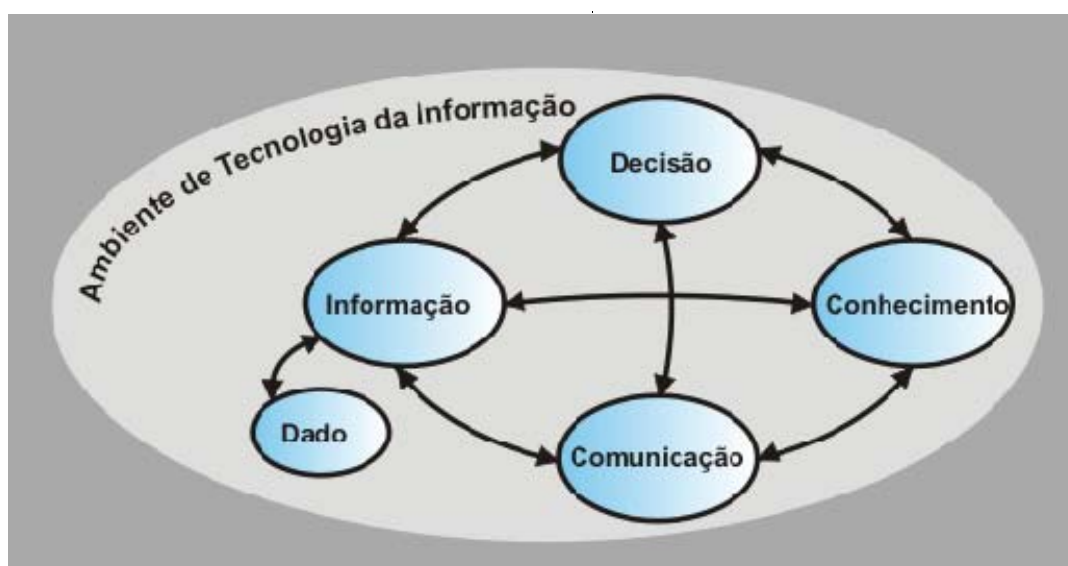 Ambiente de Tecnologia da Informação
Decisão
Informação
Conhecimento
Dado
Comunicação